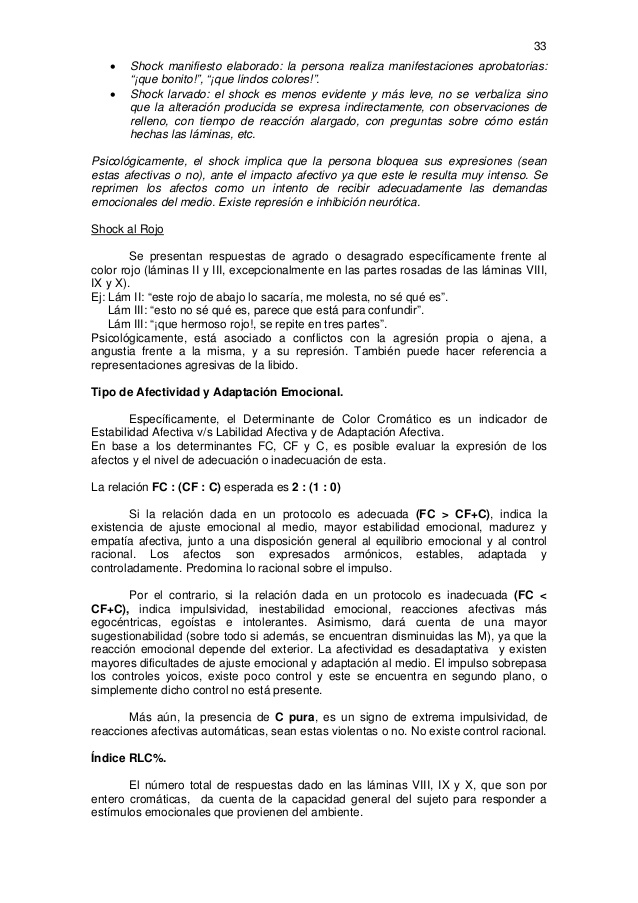 33
• Shock manifiesto elaborado: la persona realiza manifestaciones aprobatorias:
“¡que bonito!”, “¡que lindos colores!”.
• Shock larvado: el shock es menos evidente y más leve, no se verbaliza sino
que la alteración producida se expresa indirectamente, con observaciones de
relleno, con tiempo de reacción alargado, con preguntas sobre cómo están
hechas las láminas, etc.
Psicológicamente, el shock implica que la persona bloquea sus expresiones (sean
estas afectivas o no), ante el impacto afectivo ya que este le resulta muy intenso. Se
reprimen los afectos como un intento de recibir adecuadamente las demandas
emocionales del medio. Existe represión e inhibición neurótica.
Shock al Rojo
Se presentan respuestas de agrado o desagrado específicamente frente al
color rojo (láminas II y III, excepcionalmente en las partes rosadas de las láminas VIII,
IX y X).
Ej: Lám II: “este rojo de abajo lo sacaría, me molesta, no sé qué es”.
Lám III: “esto no sé qué es, parece que está para confundir”.
Lám III: “¡que hermoso rojo!, se repite en tres partes”.
Psicológicamente, está asociado a conflictos con la agresión propia o ajena, a
angustia frente a la misma, y a su represión. También puede hacer referencia a
representaciones agresivas de la libido.
Tipo de Afectividad y Adaptación Emocional.
Específicamente, el Determinante de Color Cromático es un indicador de
Estabilidad Afectiva v/s Labilidad Afectiva y de Adaptación Afectiva.
En base a los determinantes FC, CF y C, es posible evaluar la expresión de los
afectos y el nivel de adecuación o inadecuación de esta.
La relación FC : (CF : C) esperada es 2 : (1 : 0)
Si la relación dada en un protocolo es adecuada (FC > CF+C), indica la
existencia de ajuste emocional al medio, mayor estabilidad emocional, madurez y
empatía afectiva, junto a una disposición general al equilibrio emocional y al control
racional. Los afectos son expresados armónicos, estables, adaptada y
controladamente. Predomina lo racional sobre el impulso.
Por el contrario, si la relación dada en un protocolo es inadecuada (FC <
CF+C), indica impulsividad, inestabilidad emocional, reacciones afectivas más
egocéntricas, egoístas e intolerantes. Asimismo, dará cuenta de una mayor
sugestionabilidad (sobre todo si además, se encuentran disminuidas las M), ya que la
reacción emocional depende del exterior. La afectividad es desadaptativa y existen
mayores dificultades de ajuste emocional y adaptación al medio. El impulso sobrepasa
los controles yoicos, existe poco control y este se encuentra en segundo plano, o
simplemente dicho control no está presente.
Más aún, la presencia de C pura, es un signo de extrema impulsividad, de
reacciones afectivas automáticas, sean estas violentas o no. No existe control racional.
Índice RLC%.
El número total de respuestas dado en las láminas VIII, IX y X, que son por
entero cromáticas, da cuenta de la capacidad general del sujeto para responder a
estímulos emocionales que provienen del ambiente.